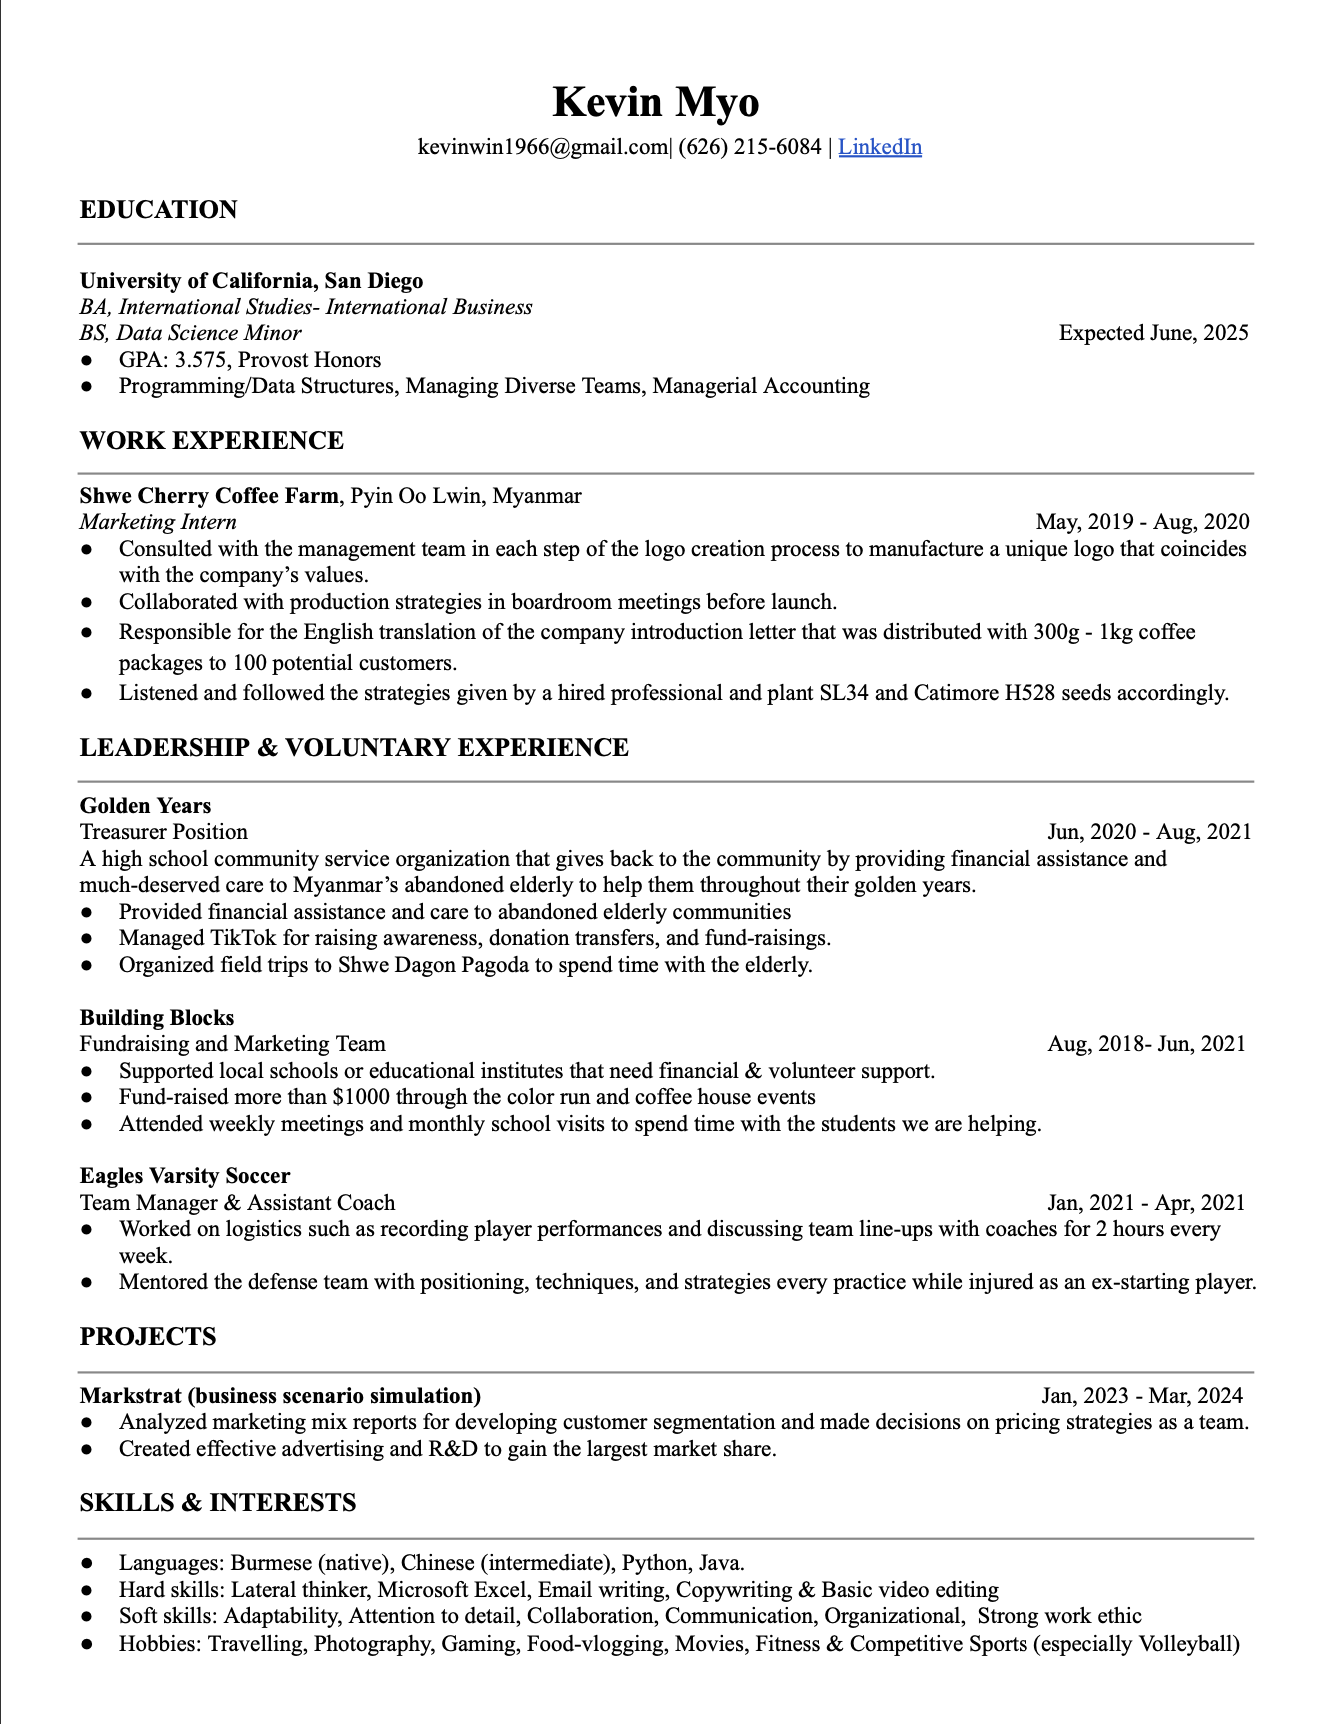 Kevin Myo
kevinwin1966@gmail.com| (626) 215-6084 | LinkedIn
EDUCATION
University of California, San Diego
BA, International Studies- International Business
BS, Data Science Minor Expected June, 2025
● GPA: 3.575, Provost Honors
● Programming/Data Structures, Managing Diverse Teams, Managerial Accounting
WORK EXPERIENCE
Shwe Cherry Coffee Farm, Pyin Oo Lwin, Myanmar
Marketing Intern May, 2019 - Aug, 2020
● Consulted with the management team in each step of the logo creation process to manufacture a unique logo that coincides
with the company’s values.
● Collaborated with production strategies in boardroom meetings before launch.
● Responsible for the English translation of the company introduction letter that was distributed with 300g - 1kg coffee
packages to 100 potential customers.
● Listened and followed the strategies given by a hired professional and plant SL34 and Catimore H528 seeds accordingly.
LEADERSHIP & VOLUNTARY EXPERIENCE
Golden Years
Treasurer Position Jun, 2020 - Aug, 2021
A high school community service organization that gives back to the community by providing financial assistance and
much-deserved care to Myanmar’s abandoned elderly to help them throughout their golden years.
● Provided financial assistance and care to abandoned elderly communities
● Managed TikTok for raising awareness, donation transfers, and fund-raisings.
● Organized field trips to Shwe Dagon Pagoda to spend time with the elderly.
Building Blocks
Fundraising and Marketing Team Aug, 2018- Jun, 2021
● Supported local schools or educational institutes that need financial & volunteer support.
● Fund-raised more than $1000 through the color run and coffee house events
● Attended weekly meetings and monthly school visits to spend time with the students we are helping.
Eagles Varsity Soccer
Team Manager & Assistant Coach Jan, 2021 - Apr, 2021
● Worked on logistics such as recording player performances and discussing team line-ups with coaches for 2 hours every
week.
● Mentored the defense team with positioning, techniques, and strategies every practice while injured as an ex-starting player.
PROJECTS
Markstrat (business scenario simulation) Jan, 2023 - Mar, 2024
● Analyzed marketing mix reports for developing customer segmentation and made decisions on pricing strategies as a team.
● Created effective advertising and R&D to gain the largest market share.
SKILLS & INTERESTS
● Languages: Burmese (native), Chinese (intermediate), Python, Java.
● Hard skills: Lateral thinker, Microsoft Excel, Email writing, Copywriting & Basic video editing
● Soft skills: Adaptability, Attention to detail, Collaboration, Communication, Organizational,  Strong work ethic
● Hobbies: Travelling, Photography, Gaming, Food-vlogging, Movies, Fitness & Competitive Sports (especially Volleyball)